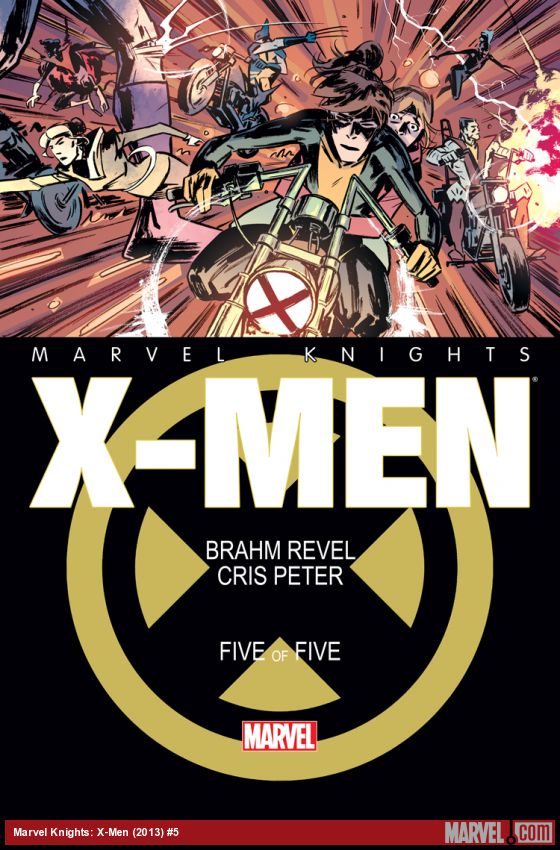 MARVEL KNIGHTS
X-MEN®
BRAHM REVEL
CRIS PETER
FIVE OF FIVE
MARVEL
Marvel Knights: X-Men (2013) #5
MARVEL.com